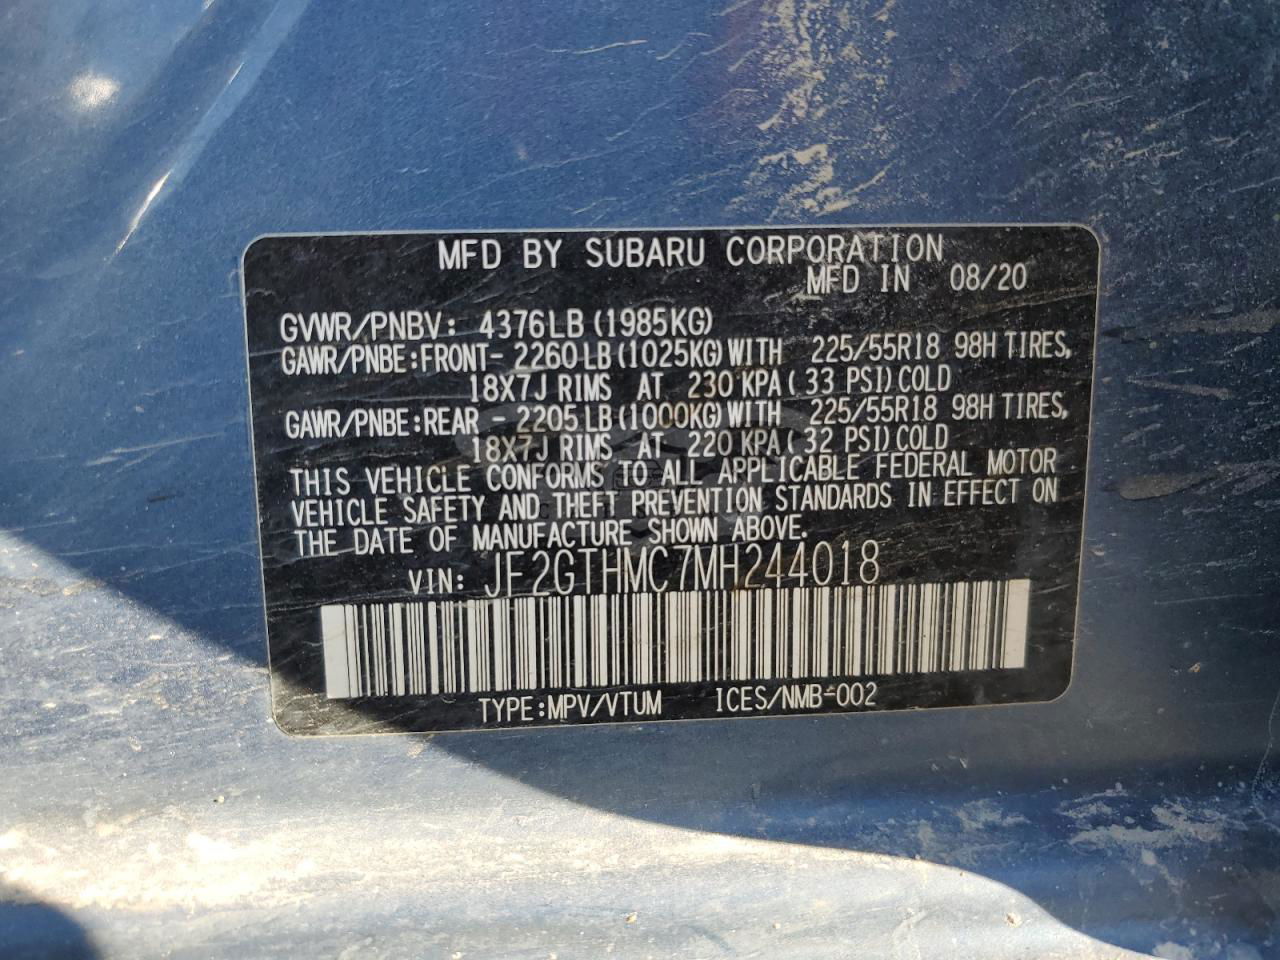 MFD BY SUBARU CORPORATION
MFD IN 08/20
GVWR/PNBV: 4376LB (1985KG)
GAWR/PNBE:FRONT- 2260LB (1025KG) WITH 225/55R18 98H TIRES,
18X7J RIMS AT 230 KPA ( 33 PSI) COLD
GAWR/PNBE:REAR - 2205LB (1000KG) WITH 225/55R18 98H TIRES,
18X7J RIMS AT 220 KPA ( 32 PSI) COLD
THIS VEHICLE CONFORMS TO ALL APPLICABLE FEDERAL MOTOR
VEHICLE SAFETY AND THEFT PREVENTION STANDARDS IN EFFECT ON
THE DATE OF MANUFACTURE SHOWN ABOVE.
VIN: JF2GTHMC7MH244018
TYPE:MPV/VTUM ICES/NMB-002